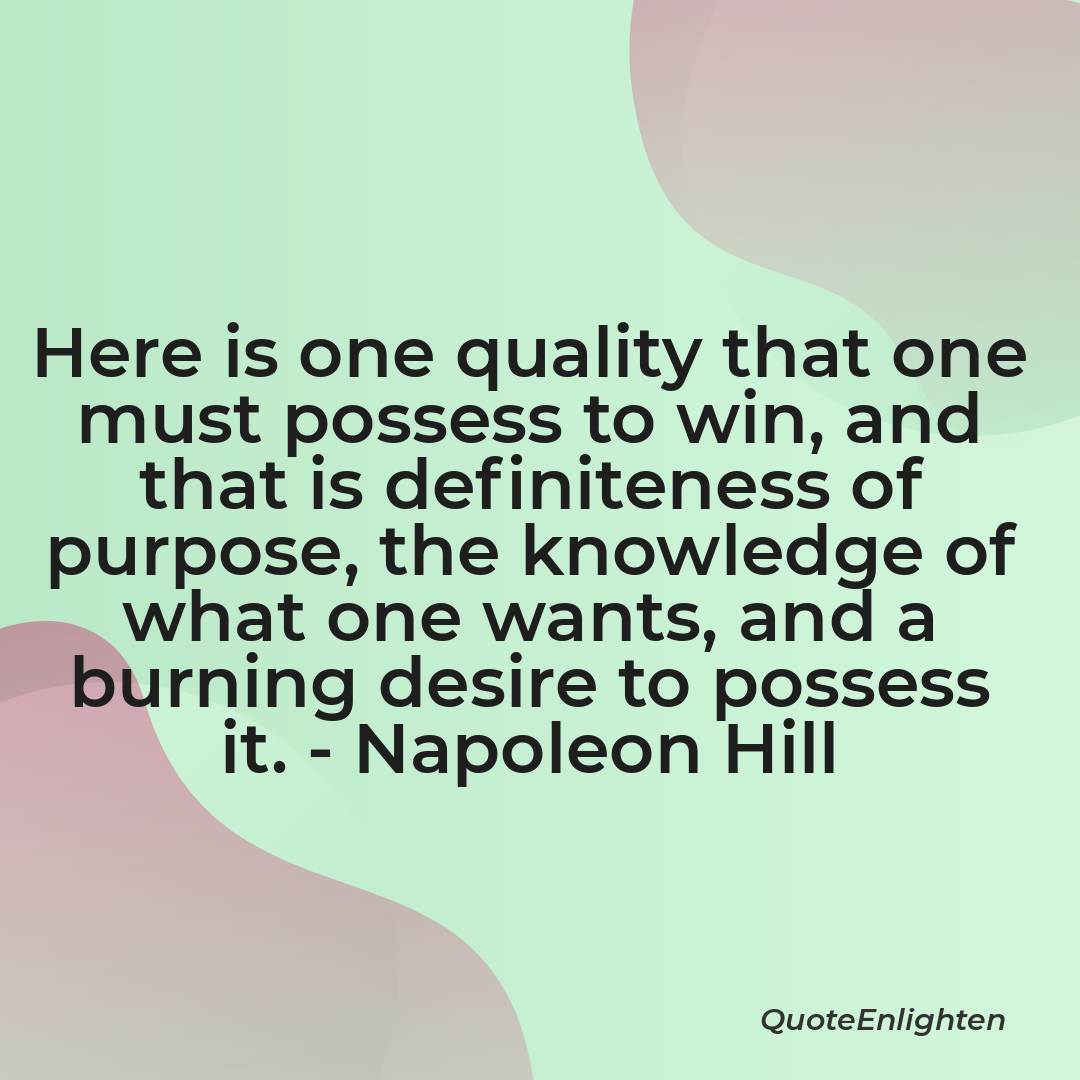 Here is one quality that one
must possess to win, and
that is definiteness of
purpose, the knowledge of
what one wants, and a
burning desire to possess
it. - Napoleon Hill
QuoteEnlighten